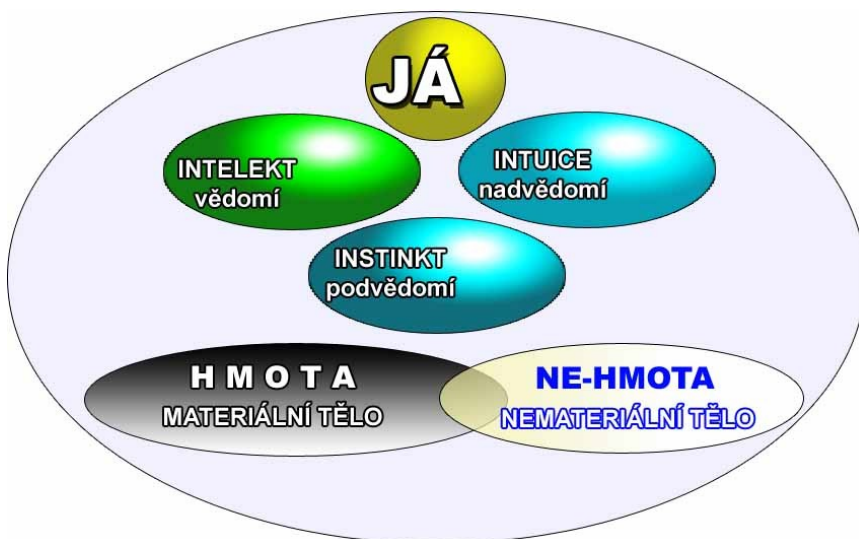 JÁ
INTELEKT
vědomí
INTUICE
nadvědomí
INSTINKT
podvědomí
HMOTA
MATERIÁLNÍ TĚLO
NE-HMOTA
NEMATERIÁLNÍ TĚLO